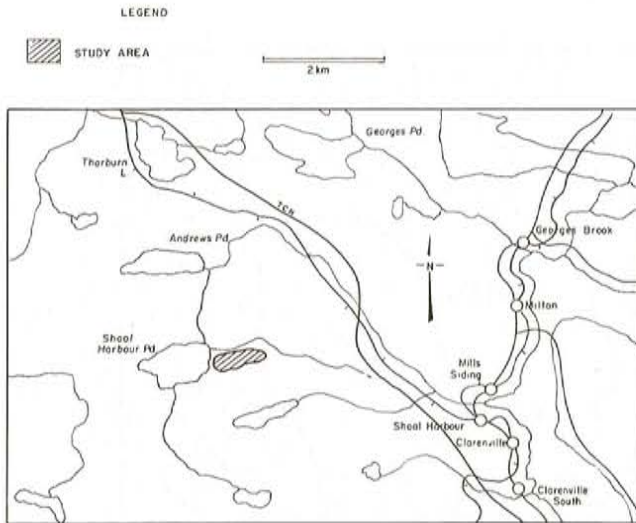 LEGEND
STUDY AREA
2 km
Georges Pd
Thorburn
L
TCH
Andrews Pd
Georges Brook
N
Milton
Shoal
Harbour Pd
Mills
Siding
Shoal Harbour
Clarenville
Clarenville
South